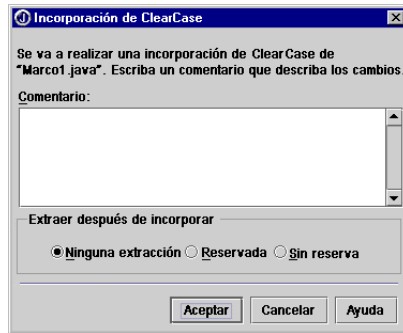 Incorporación de ClearCase
Se va a realizar una incorporación de ClearCase de
"Marco1.java". Escriba un comentario que describa los cambios.
Comentario:
Extraer después de incorporar
Ninguna extracción Reservada Sin reserva
Aceptar Cancelar Ayuda